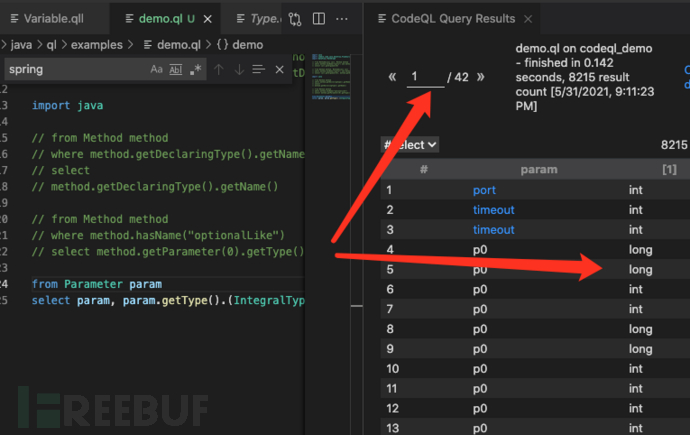 Variable.qll
demo.ql U
Type.
CodeQL Query Results
java > ql > examples > demo.ql > {} demo
spring
Aa Ab .*
13 import java
14
15 // from Method method
16 // where method.getDeclaringType().getName
17 // select
18 // method.getDeclaringType().getName()
19
20 // from Method method
21 // where method.hasName("optionalLike")
22 // select method.getParameter(0).getType()
23
24 from Parameter param
25 select param, param.getType().(IntegralTyp
« 1 / 42 »
demo.ql on codeql_demo
- finished in 0.142
seconds, 8215 result
count [5/31/2021, 9:11:23
PM]
8215
# param [1]
1 port int
2 timeout int
3 timeout int
4 p0 long
5 p0 long
6 p0 int
7 p0 int
8 p0 long
9 p0 long
10 p0 int
11 p0 int
12 p0 int
13 p0 int
REEBUF